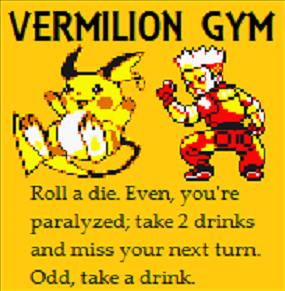 VERMILION GYM
Roll a die. Even, you're
paralyzed; take 2 drinks
and miss your next turn.
Odd, take a drink.